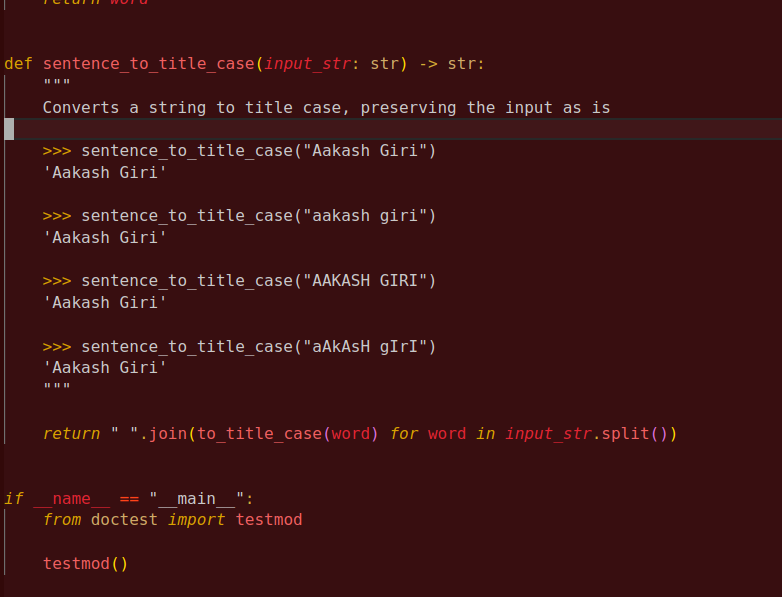 return word
def sentence_to_title_case(input_str: str) -> str:
    """
    Converts a string to title case, preserving the input as is
    >>> sentence_to_title_case("Aakash Giri")
    'Aakash Giri'
    >>> sentence_to_title_case("aakash giri")
    'Aakash Giri'
    >>> sentence_to_title_case("AAKASH GIRI")
    'Aakash Giri'
    >>> sentence_to_title_case("aAkAsH gIrI")
    'Aakash Giri'
    """
    return " ".join(to_title_case(word) for word in input_str.split())
if __name__ == "__main__":
    from doctest import testmod
    testmod()